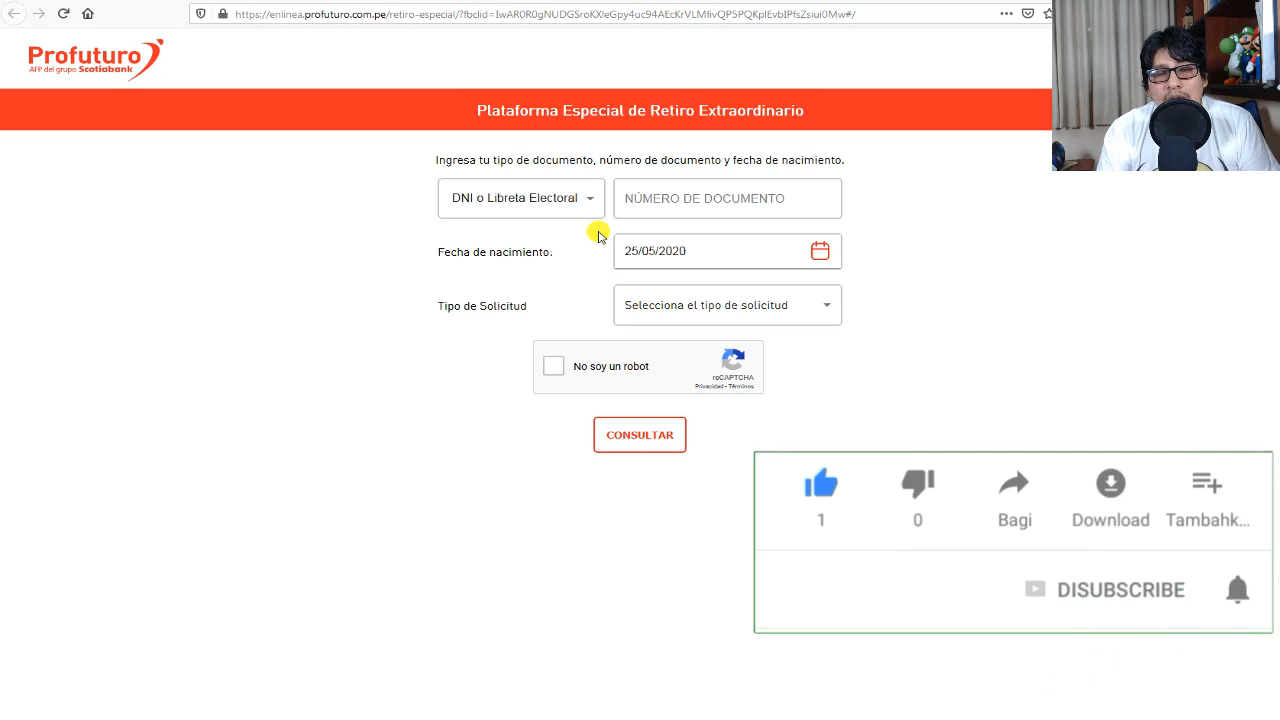 https://enlinea.profuturo.com.pe/retiro-especial/?fbclid=IwAR0R0gNUDGSroKXleGpy4uc94AEcKrVLMfivQP5PQKplEvbIPfsZsiui0Mw#/
Profuturo
AFP del grupo Scotiabank
Plataforma Especial de Retiro Extraordinario
Ingresa tu tipo de documento, número de documento y fecha de nacimiento.
DNI o Libreta Electoral
NÚMERO DE DOCUMENTO
Fecha de nacimiento:
25/05/2020
Tipo de Solicitud
Selecciona el tipo de solicitud
No soy un robot
reCAPTCHA
Privacidad - Términos
CONSULTAR
1
0
Bagi
Download
Tambahk...
DISUBSCRIBE